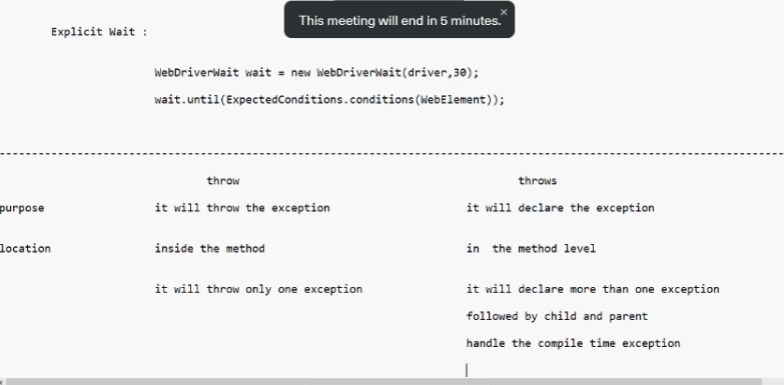 This meeting will end in 5 minutes.
Explicit Wait :
WebDriverWait wait = new WebDriverWait(driver,30);
wait.until(ExpectedConditions.conditions(WebElement));
----------------------------------------------------------------------------------------------------
throw throws
purpose it will throw the exception it will declare the exception
location inside the method in the method level
it will throw only one exception it will declare more than one exception
followed by child and parent
handle the compile time exception